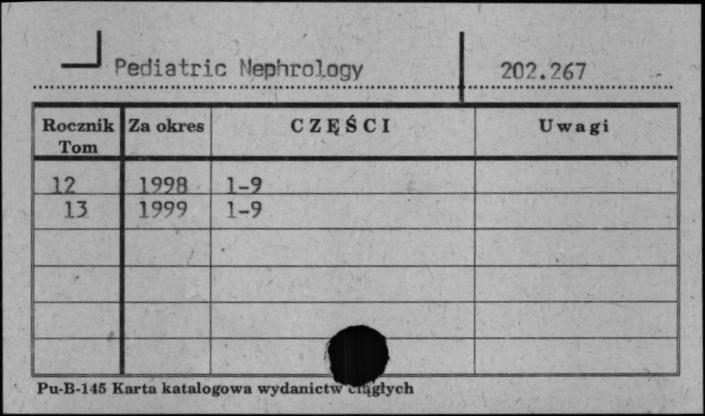 Pediatric Nephrology 202.267
Rocznik Tom Za okres CZĘŚCI Uwagi
12 1998 1-9
13 1999 1-9
Pu-B-145 Karta katalogowa wydanictw ciągłych